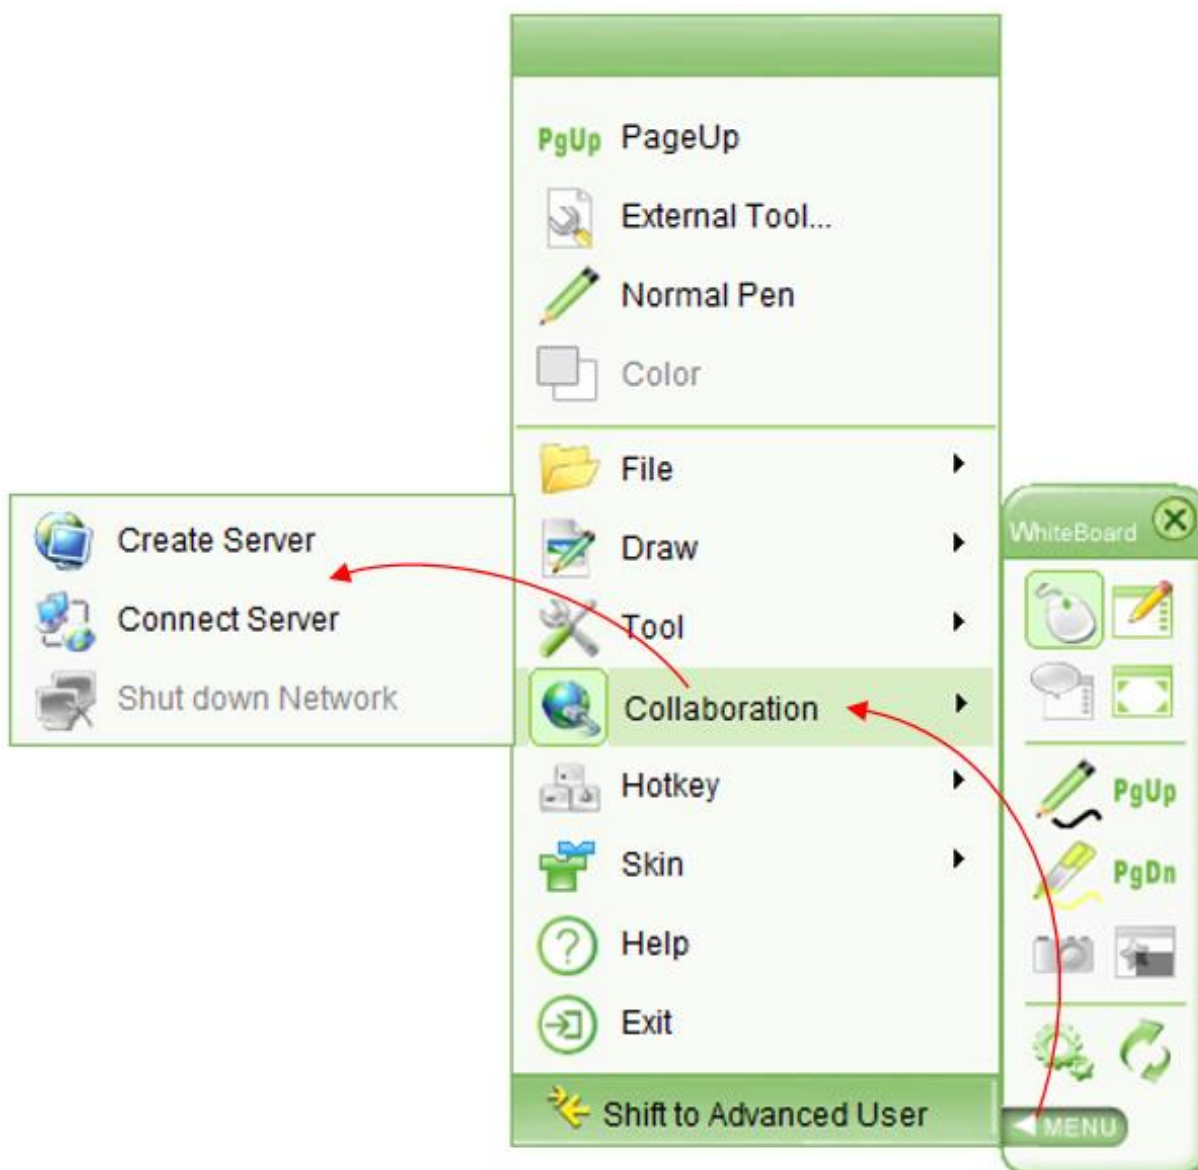 PgUp PageUp
External Tool...
Normal Pen
Color
File
Draw
Tool
Collaboration
Hotkey
Skin
Help
Exit
Shift to Advanced User
Create Server
Connect Server
Shut down Network
WhiteBoard
PgUp
PgDn
MENU